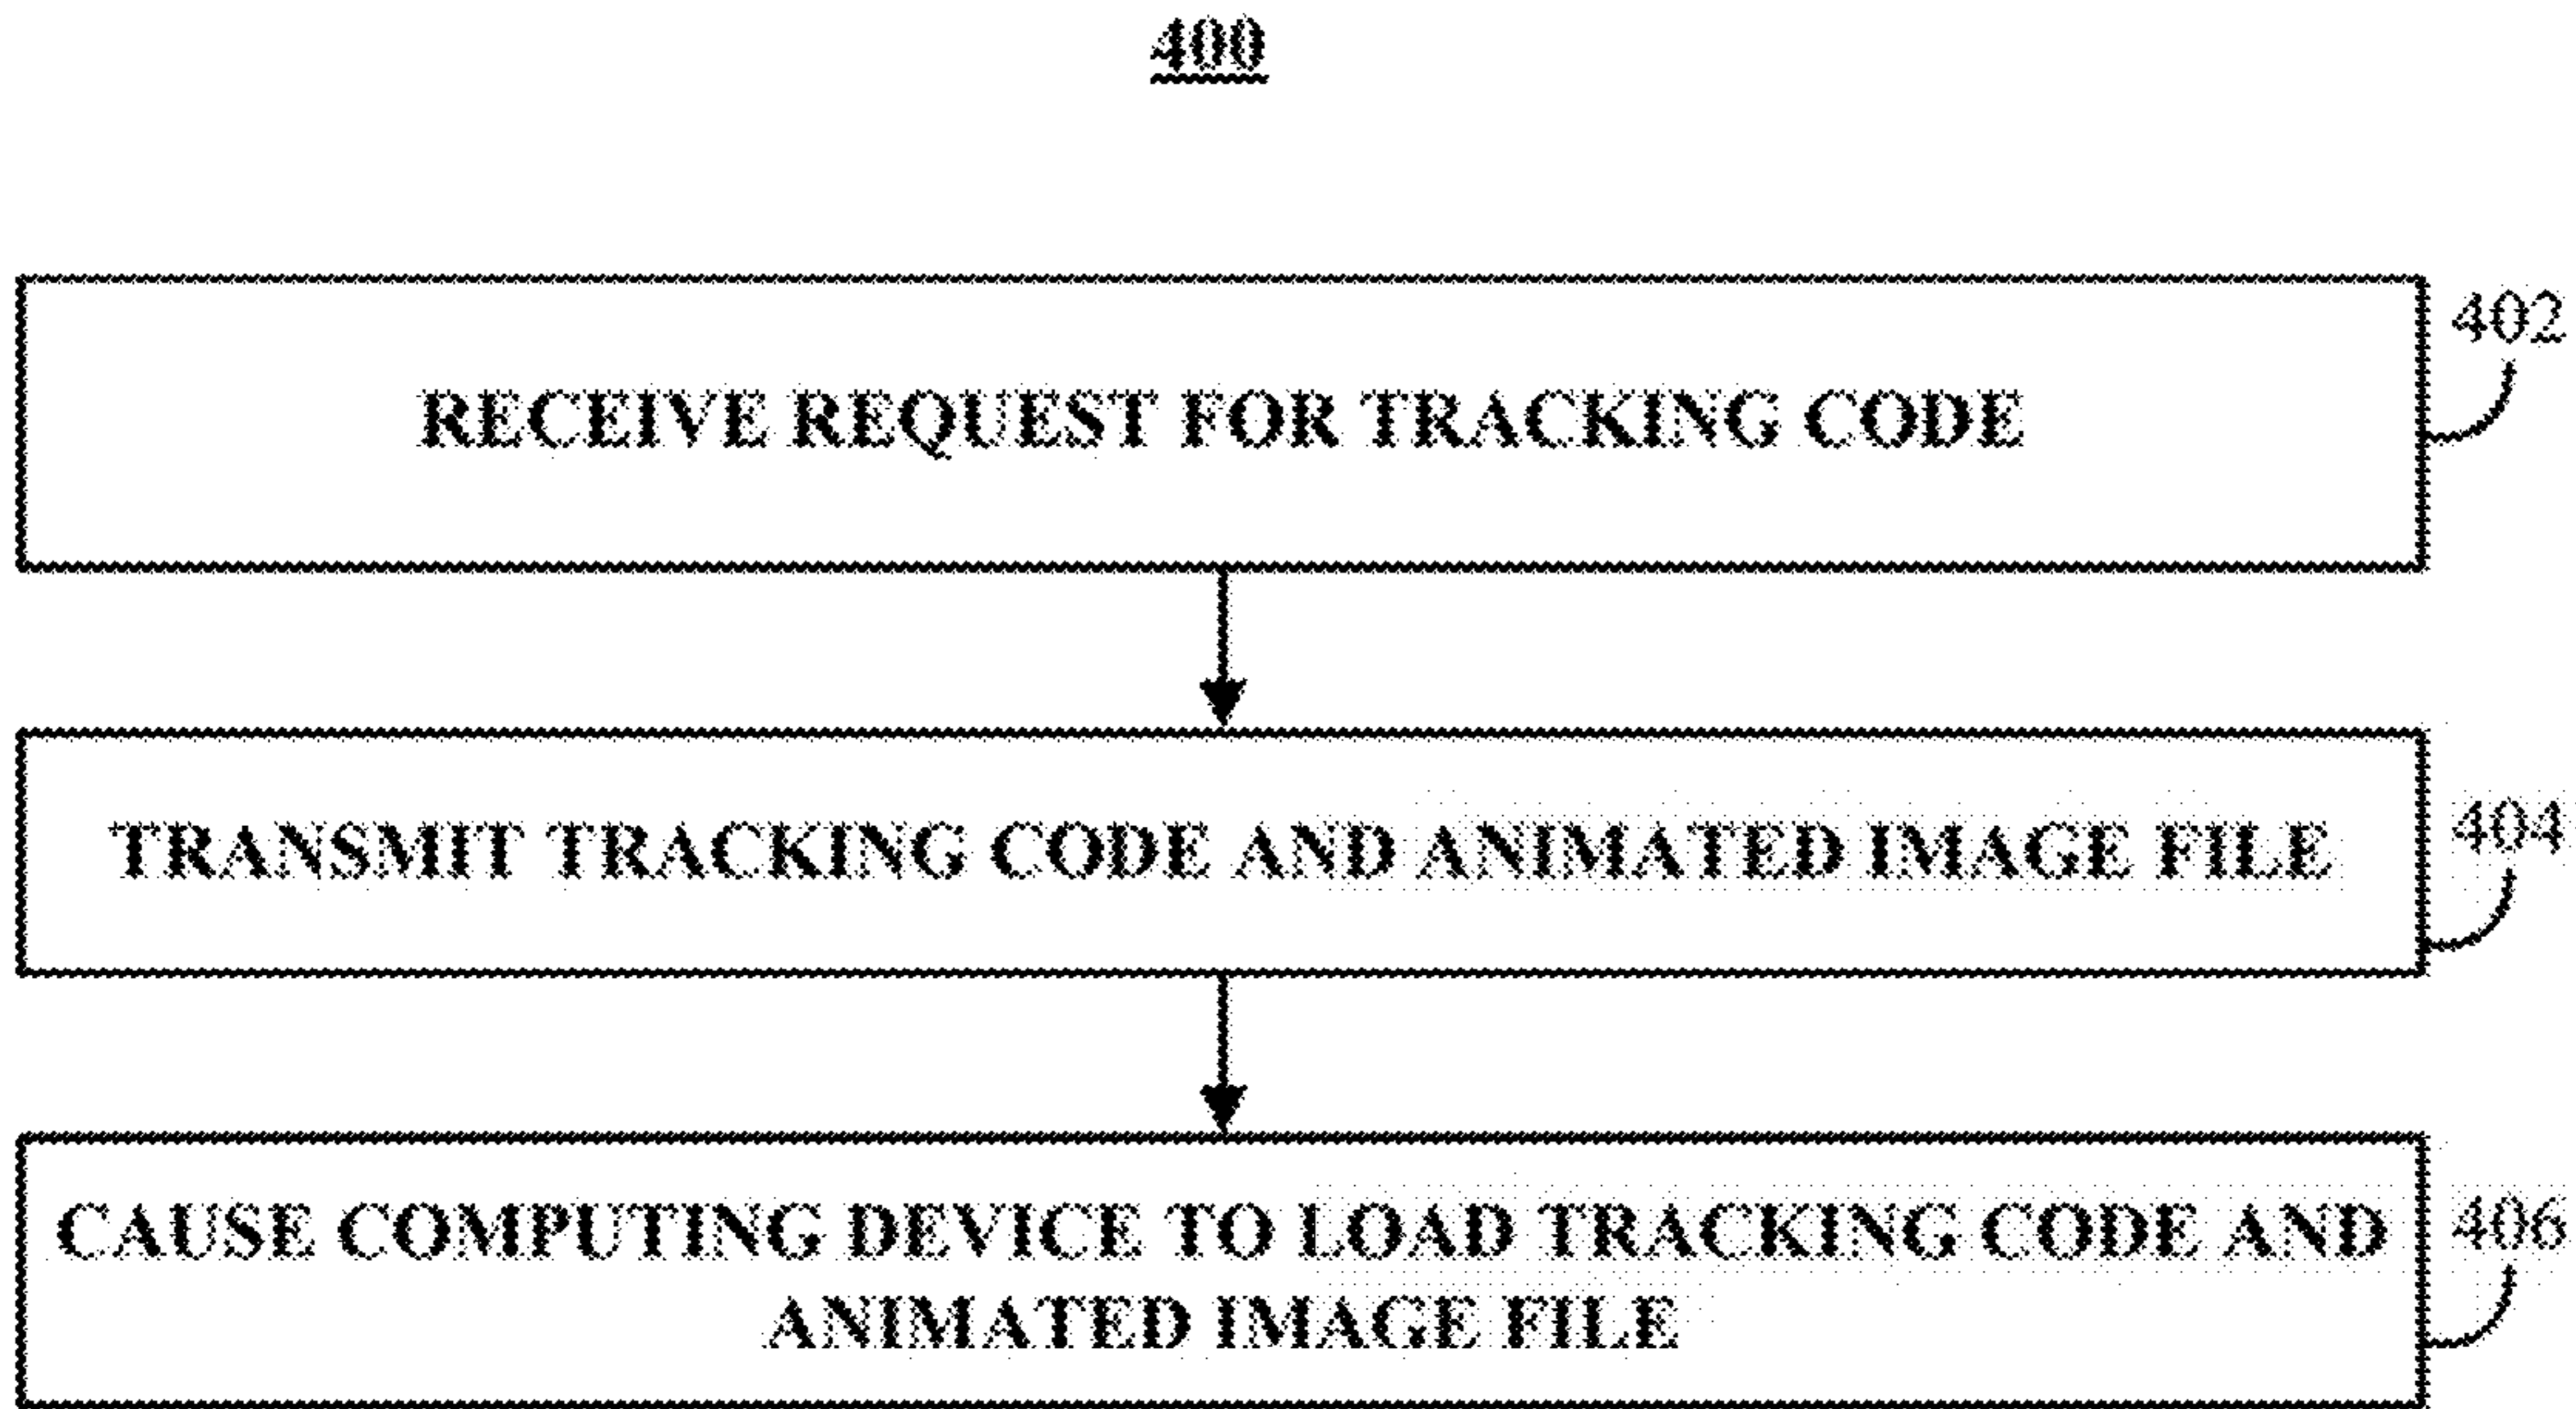 400
402
RECEIVE REQUEST FOR TRACKING CODE
404
TRANSMIT TRACKING CODE AND ANIMATED IMAGE FILE
406
CAUSE COMPUTING DEVICE TO LOAD TRACKING CODE AND
ANIMATED IMAGE FILE